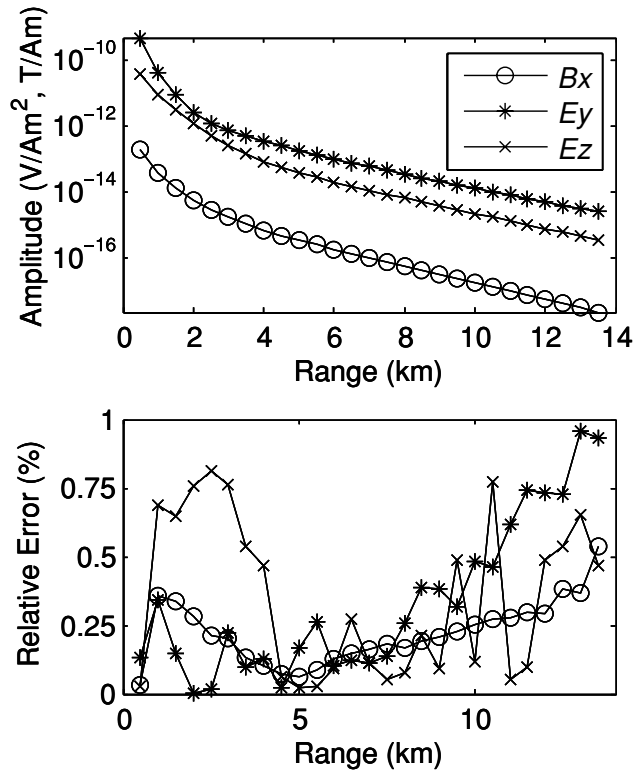 Amplitude (V/Am², T/Am)
10⁻¹⁰
10⁻¹²
10⁻¹⁴
10⁻¹⁶
Bx
Ey
Ez
0 2 4 6 8 10 12 14
Range (km)
Relative Error (%)
1
0.75
0.5
0.25
0
0 5 10
Range (km)